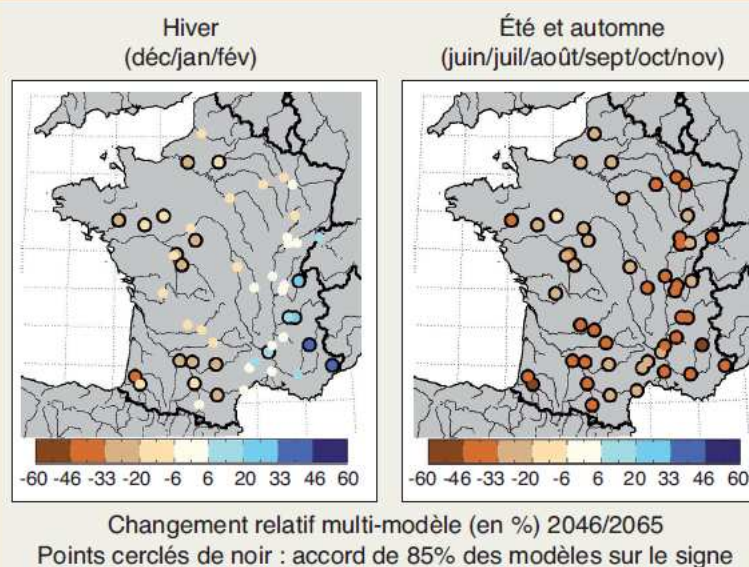 Hiver
(déc/jan/fév)
Été et automne
(juin/juil/août/sept/oct/nov)
-60 -46 -33 -20 -6 6 20 33 46 60
-60 -46 -33 -20 -6 6 20 33 46 60
Changement relatif multi-modèle (en %) 2046/2065
Points cerclés de noir : accord de 85% des modèles sur le signe